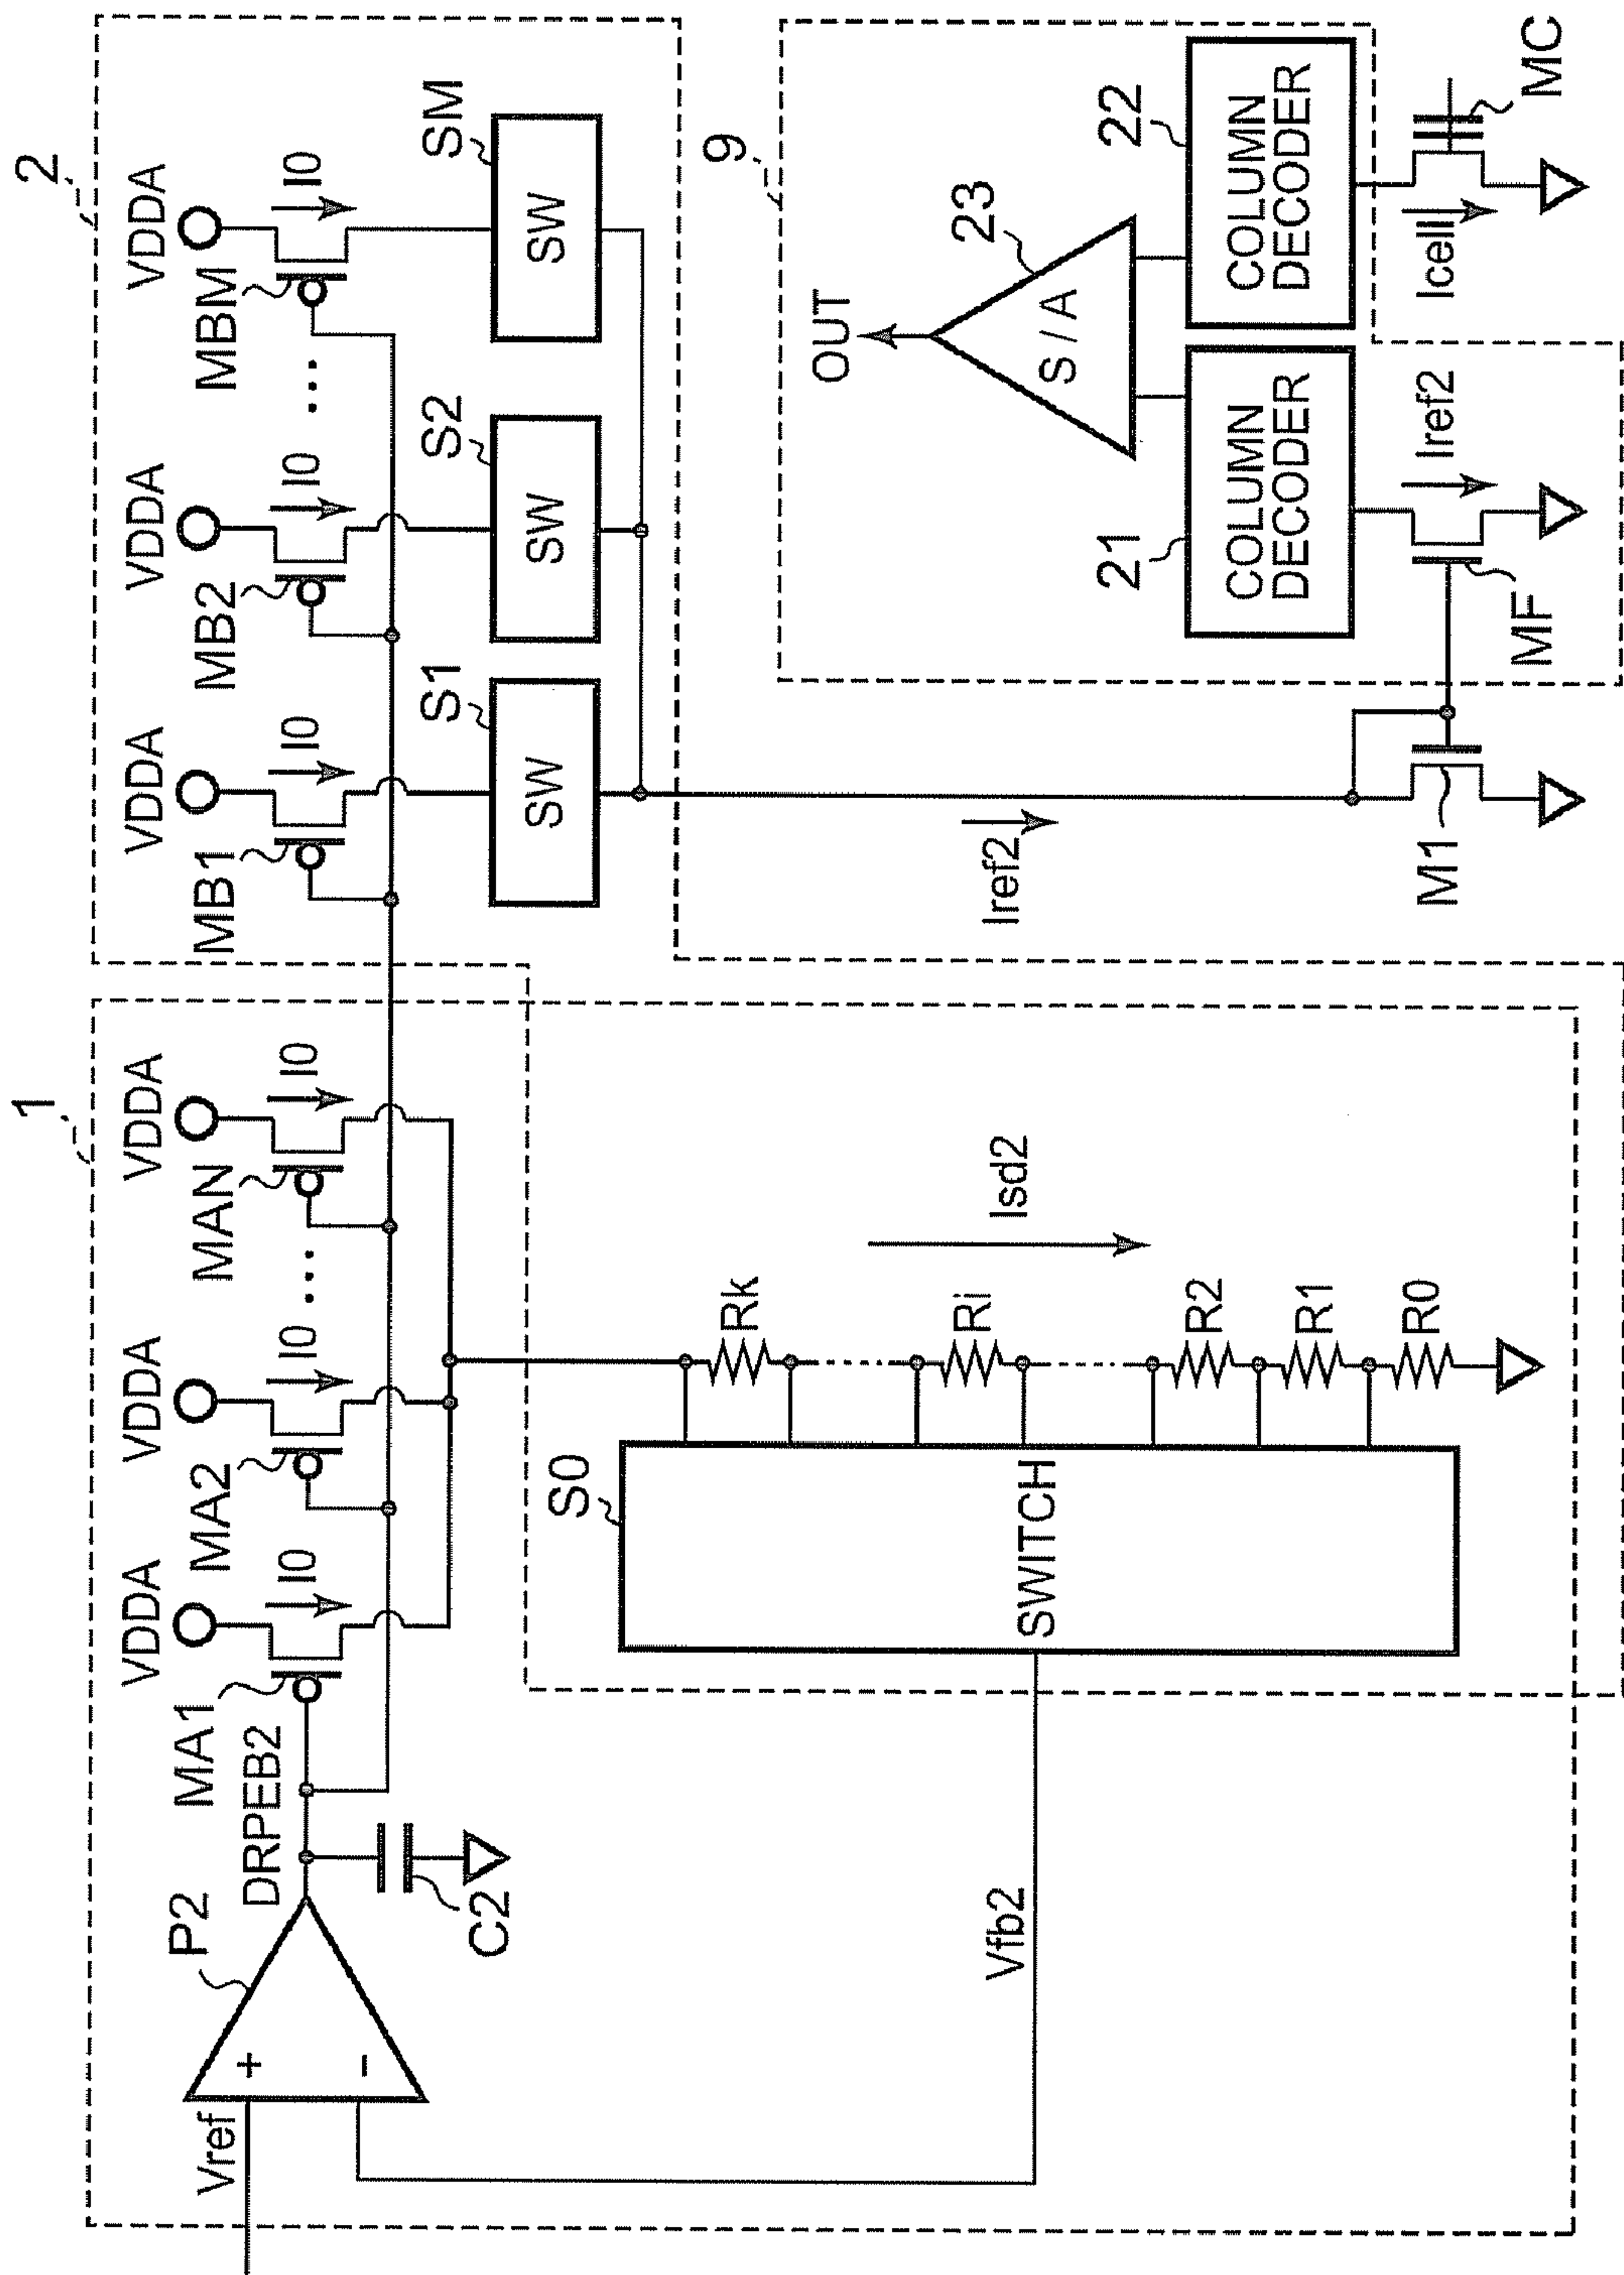 1
2
Vref
+
-
P2
DRPEB2
C2
VDDA
MA1
I0
VDDA
MA2
I0
...
VDDA
MAN
I0
VDDA
MB1
I0
VDDA
MB2
I0
...
VDDA
MBM
I0
S1
SW
S2
SW
SM
SW
S0
SWITCH
Vfb2
Rk
Ri
R2
R1
R0
Isd2
Iref2
M1
9
OUT
23
S / A
21
COLUMN
DECODER
22
COLUMN
DECODER
MF
Iref2
Icell
MC